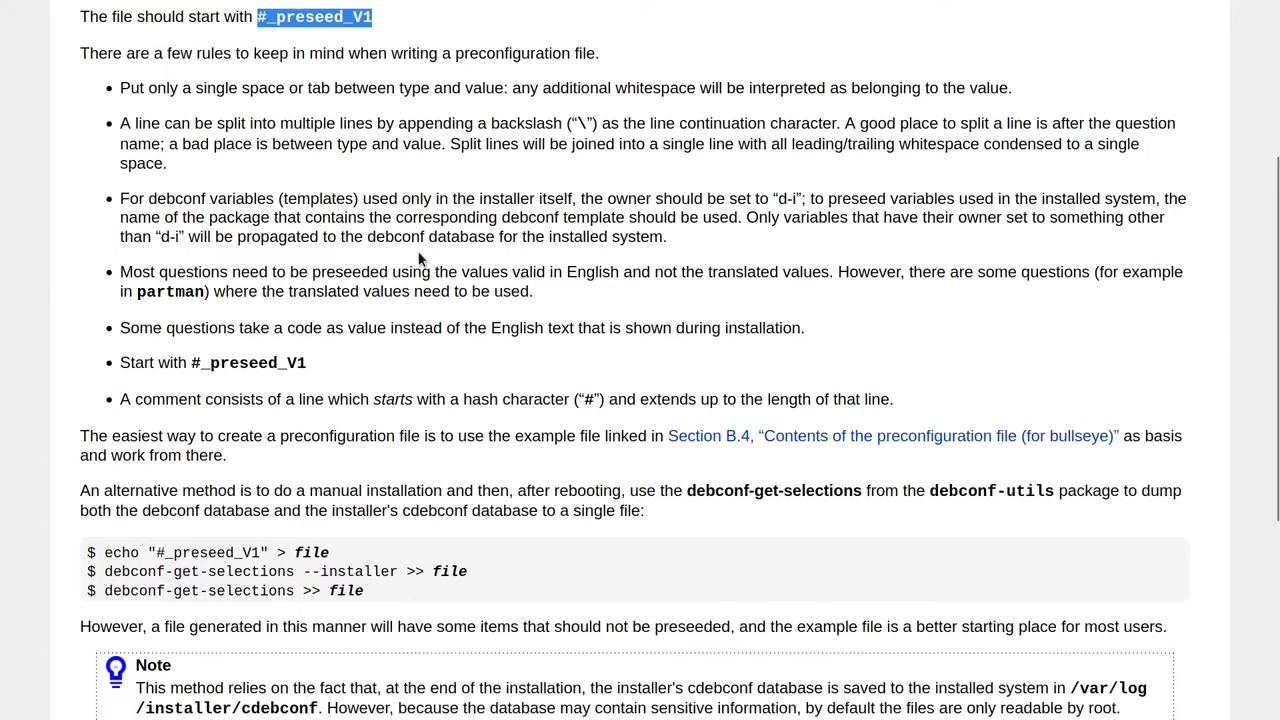 The file should start with #_preseed_V1
There are a few rules to keep in mind when writing a preconfiguration file.
• Put only a single space or tab between type and value: any additional whitespace will be interpreted as belonging to the value.
• A line can be split into multiple lines by appending a backslash (“\”) as the line continuation character. A good place to split a line is after the question
name; a bad place is between type and value. Split lines will be joined into a single line with all leading/trailing whitespace condensed to a single
space.
• For debconf variables (templates) used only in the installer itself, the owner should be set to “d-i”; to preseed variables used in the installed system, the
name of the package that contains the corresponding debconf template should be used. Only variables that have their owner set to something other
than “d-i” will be propagated to the debconf database for the installed system.
• Most questions need to be preseeded using the values valid in English and not the translated values. However, there are some questions (for example
in partman) where the translated values need to be used.
• Some questions take a code as value instead of the English text that is shown during installation.
• Start with #_preseed_V1
• A comment consists of a line which starts with a hash character (“#”) and extends up to the length of that line.
The easiest way to create a preconfiguration file is to use the example file linked in Section B.4, “Contents of the preconfiguration file (for bullseye)” as basis
and work from there.
An alternative method is to do a manual installation and then, after rebooting, use the debconf-get-selections from the debconf-utils package to dump
both the debconf database and the installer's cdebconf database to a single file:
$ echo "#_preseed_V1" > file
$ debconf-get-selections --installer >> file
$ debconf-get-selections >> file
However, a file generated in this manner will have some items that should not be preseeded, and the example file is a better starting place for most users.
Note
This method relies on the fact that, at the end of the installation, the installer's cdebconf database is saved to the installed system in /var/log
/installer/cdebconf. However, because the database may contain sensitive information, by default the files are only readable by root.